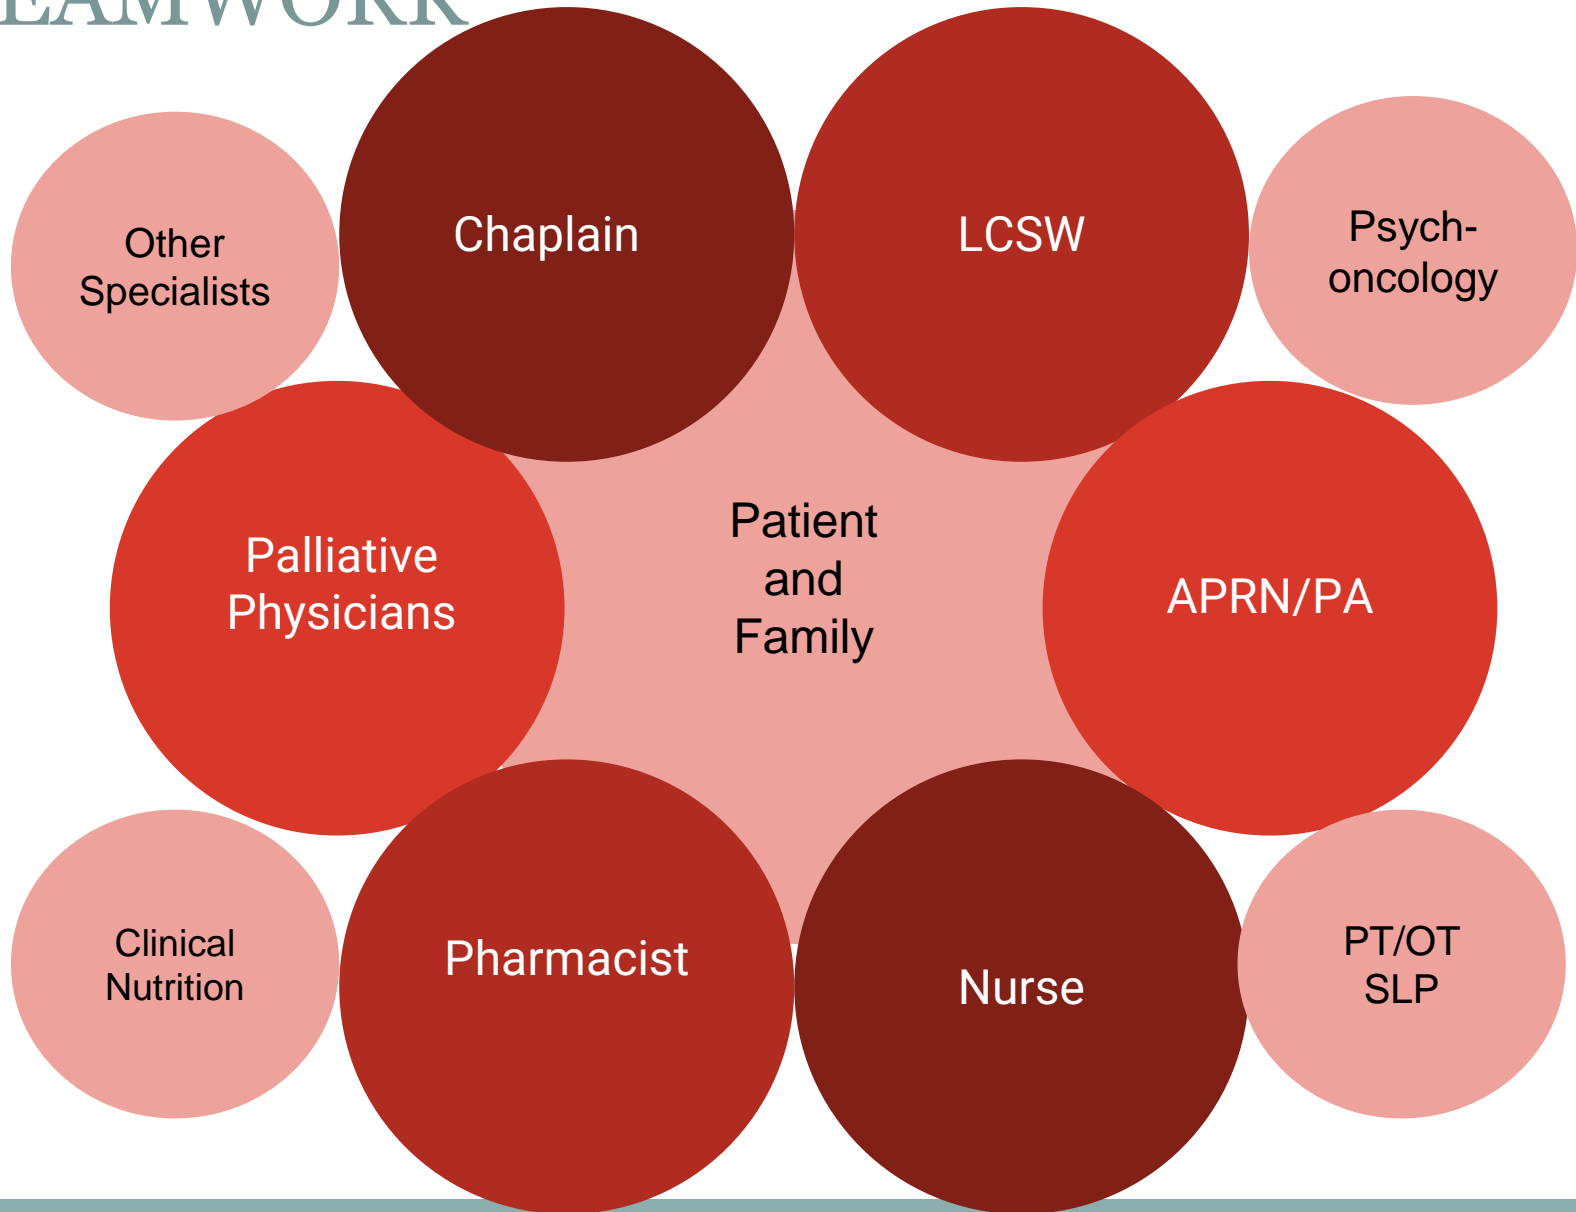 EAMWORK
Chaplain
LCSW
Other
Specialists
Psych-
oncology
Palliative
Physicians
Patient
and
Family
APRN/PA
Clinical
Nutrition
Pharmacist
Nurse
PT/OT
SLP